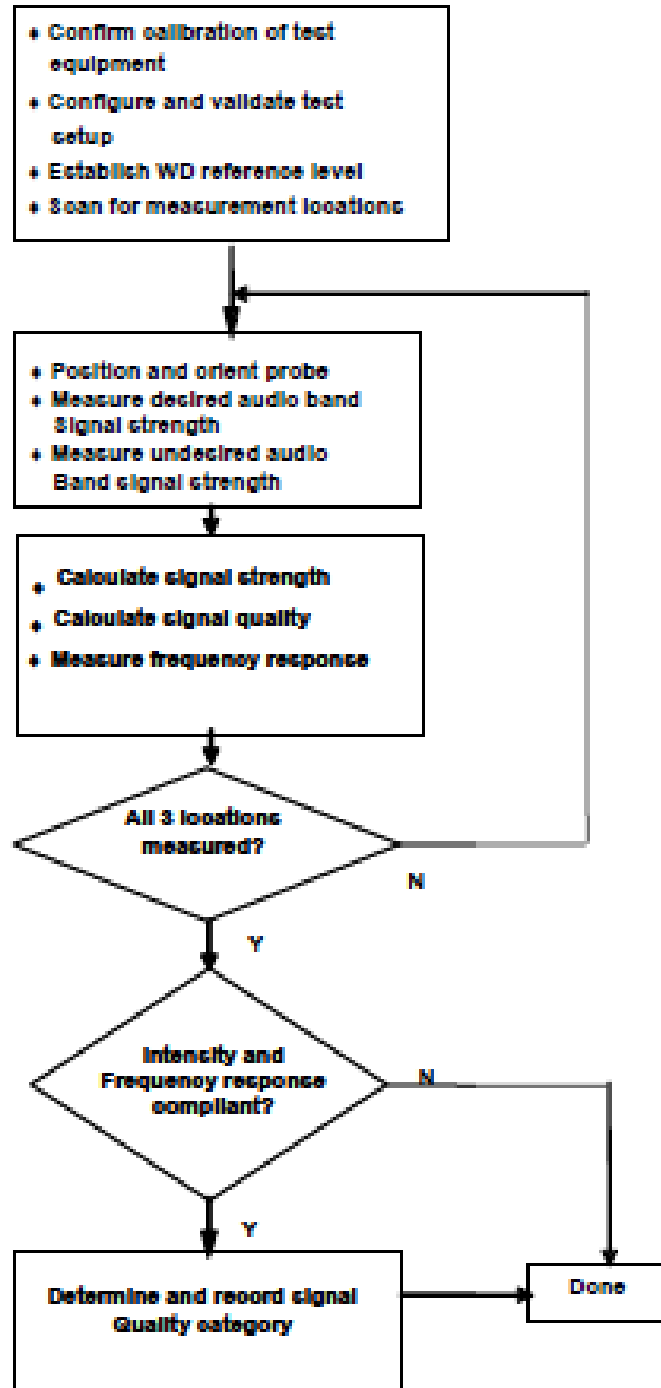 ♦ Confirm calibration of test
equipment
♦ Configure and validate test
setup
♦ Establish WD reference level
♦ Scan for measurement locations
♦ Position and orient probe
♦ Measure desired audio band
Signal strength
♦ Measure undesired audio
Band signal strength
♦ Calculate signal strength
♦ Calculate signal quality
♦ Measure frequency response
All 3 locations
measured?
N
Y
Intensity and
Frequency response
compliant?
N
Y
Determine and record signal
Quality category
Done